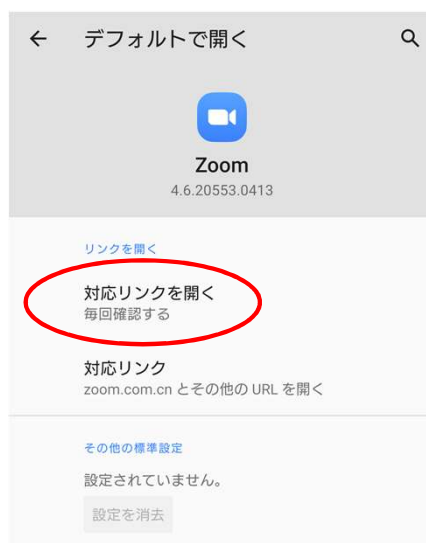 デフォルトで開く
Zoom
4.6.20553.0413
リンクを開く
対応リンクを開く
毎回確認する
対応リンク
zoom.com.cn とその他の URL を開く
その他の標準設定
設定されていません。
設定を消去